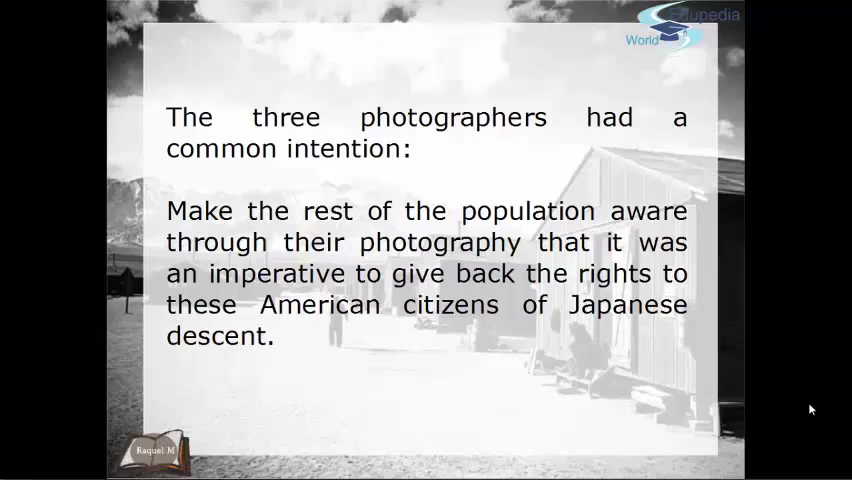 Edupedia
World
The three photographers had a
common intention:
Make the rest of the population aware
through their photography that it was
an imperative to give back the rights to
these American citizens of Japanese
descent.
Raquel M